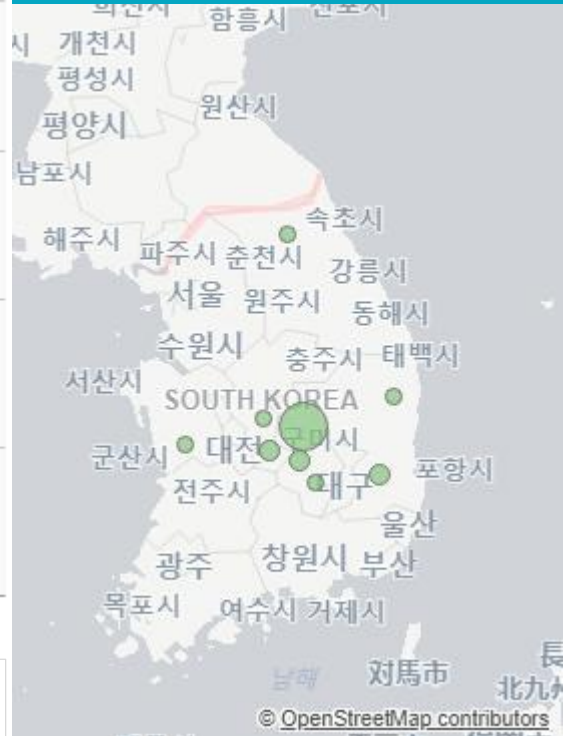 함흥시
개천시
평성시
원산시
평양시
남포시
속초시
해주시
파주시
춘천시
강릉시
서울
원주시
동해시
수원시
충주시
태백시
서산시
SOUTH KOREA
대전
군산시
대구
포항시
전주시
울산
광주
창원시
부산
목포시
여수시
거제시
남해
対馬市
北九州
© OpenStreetMap contributors